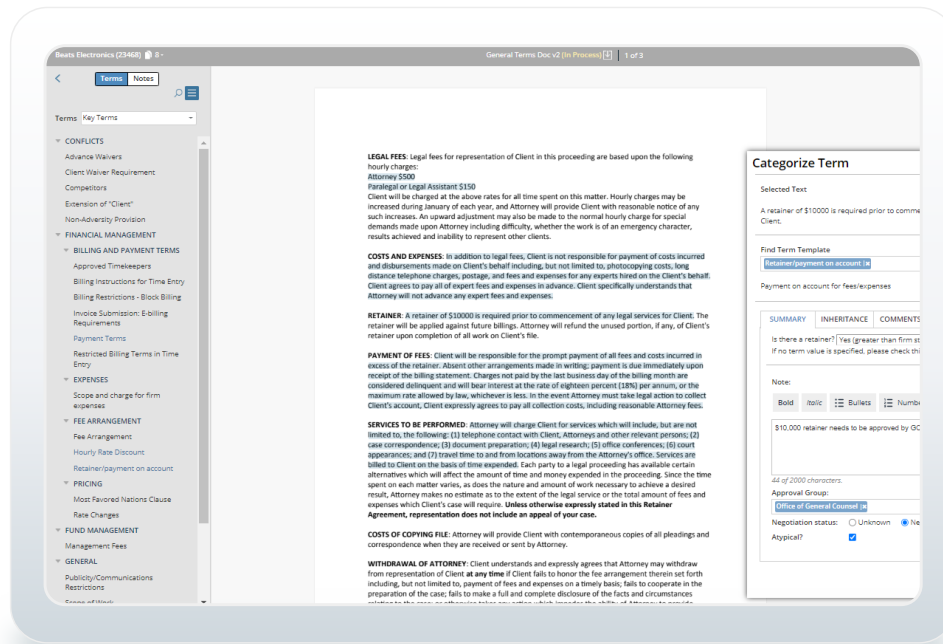 Beats Electronics (23468) 8
General Terms Doc v2 (In Process) 1 of 3
Terms Notes
Terms Key Terms
CONFLICTS
Advance Waivers
Client Waiver Requirement
Competitors
Extension of "Client"
Non-Adversity Provision
FINANCIAL MANAGEMENT
BILLING AND PAYMENT TERMS
Approved Timekeepers
Billing Instructions for Time Entry
Billing Restrictions - Block Billing
Invoice Submission: E-billing
Requirements
Payment Terms
Restricted Billing Terms in Time
Entry
EXPENSES
Scope and charge for firm
expenses
FEE ARRANGEMENT
Fee Arrangement
Hourly Rate Discount
Retainer/payment on account
PRICING
Most Favored Nations Clause
Rate Changes
FUND MANAGEMENT
Management Fees
GENERAL
Publicity/Communications
Restrictions
Scope of Work
LEGAL FEES: Legal fees for representation of Client in this proceeding are based upon the following
hourly charges:
Attorney $500
Paralegal or Legal Assistant $150
Client will be charged at the above rates for all time spent on this matter. Hourly charges may be
increased during January of each year, and Attorney will provide Client with reasonable notice of any
such increases. An upward adjustment may also be made to the normal hourly charge for special
demands made upon Attorney including difficulty, whether the work is of an emergency character,
results achieved and inability to represent other clients.
COSTS AND EXPENSES: In addition to legal fees, Client is not responsible for payment of costs incurred
and disbursements made on Client's behalf including, but not limited to, photocopying costs, long
distance telephone charges, postage, and fees and expenses for any experts hired on the Client's behalf.
Client agrees to pay all of expert fees and expenses in advance. Client specifically understands that
Attorney will not advance any expert fees and expenses.
RETAINER: A retainer of $10000 is required prior to commencement of any legal services for Client. The
retainer will be applied against future billings. Attorney will refund the unused portion, if any, of Client's
retainer upon completion of all work on Client's file.
PAYMENT OF FEES: Client will be responsible for the prompt payment of all fees and costs incurred in
excess of the retainer. Absent other arrangements made in writing; payment is due immediately upon
receipt of the billing statement. Charges not paid by the last business day of the billing month are
considered delinquent and will bear interest at the rate of eighteen percent (18%) per annum, or the
maximum rate allowed by law, whichever is less. In the event Attorney must take legal action to collect
Client's account, Client expressly agrees to pay all collection costs, including reasonable Attorney fees.
SERVICES TO BE PERFORMED: Attorney will charge Client for services which will include, but are not
limited to, the following: (1) telephone contact with Client, Attorneys and other relevant persons; (2)
case correspondence; (3) document preparation; (4) legal research; (5) office conferences; (6) court
appearances; and (7) travel time to and from locations away from the Attorney's office. Services are
billed to Client on the basis of time expended. Each party to a legal proceeding has available certain
alternatives which will affect the amount of time and money expended in the proceeding. Since the time
spent on each matter varies, as does the nature and amount of work necessary to achieve a desired
result, Attorney makes no estimate as to the extent of the legal service or the total amount of fees and
expenses which Client's case will require. Unless otherwise expressly stated in this Retainer
Agreement, representation does not include an appeal of your case.
COSTS OF COPYING FILE: Attorney will provide Client with contemporaneous copies of all pleadings and
correspondence when they are received or sent by Attorney.
WITHDRAWAL OF ATTORNEY: Client understands and expressly agrees that Attorney may withdraw
from representation of Client at any time if Client fails to honor the fee arrangement therein set forth
including, but not limited to, payment of fees and expenses on a timely basis; fails to cooperate in the
preparation of the case; fails to make a full and complete disclosure of the facts and circumstances
Categorize Term
Selected Text
A retainer of $10000 is required prior to comme
Client.
Find Term Template
Retainer/payment on account
Payment on account for fees/expenses
SUMMARY INHERITANCE COMMENTS
Is there a retainer? Yes (greater than firm st
If no term value is specified, please check thi
Note:
Bold Italic Bullets Numbe
$10,000 retainer needs to be approved by GC
44 of 2000 characters.
Approval Group:
Office of General Counsel
Negotiation status: Unknown Ne
Atypical?